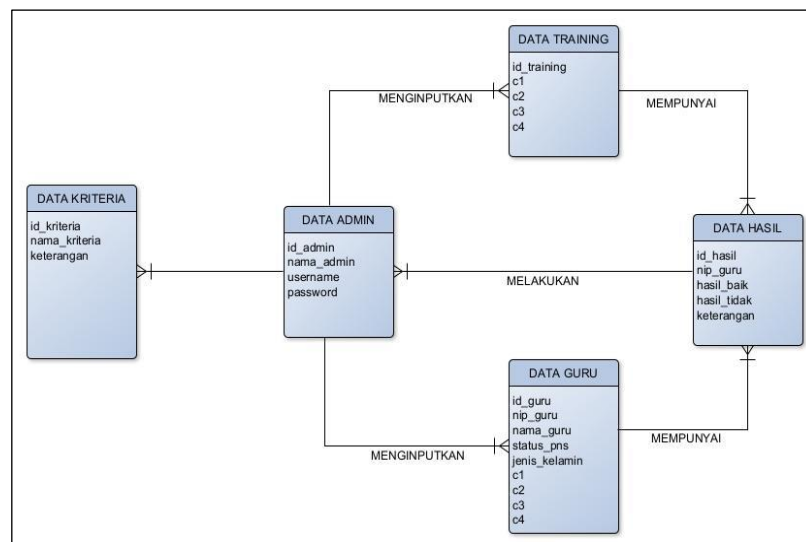 DATA TRAINING
id_training
c1
c2
c3
c4
MENGINPUTKAN
MEMPUNYAI
DATA KRITERIA
id_kriteria
nama_kriteria
keterangan
DATA ADMIN
id_admin
nama_admin
username
password
MELAKUKAN
DATA HASIL
id_hasil
nip_guru
hasil_baik
hasil_tidak
keterangan
DATA GURU
id_guru
nip_guru
nama_guru
status_pns
jenis_kelamin
c1
c2
c3
c4
MENGINPUTKAN
MEMPUNYAI